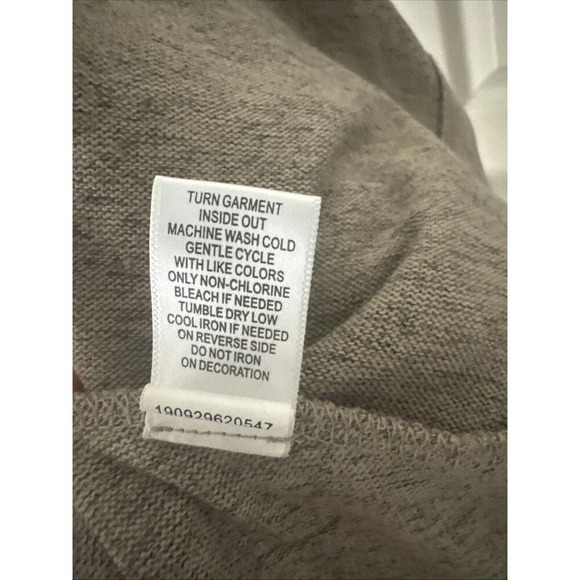 TURN GARMENT
INSIDE OUT
MACHINE WASH COLD
GENTLE CYCLE
WITH LIKE COLORS
ONLY NON-CHLORINE
BLEACH IF NEEDED
TUMBLE DRY LOW
COOL IRON IF NEEDED
ON REVERSE SIDE
DO NOT IRON
ON DECORATION
190929620547